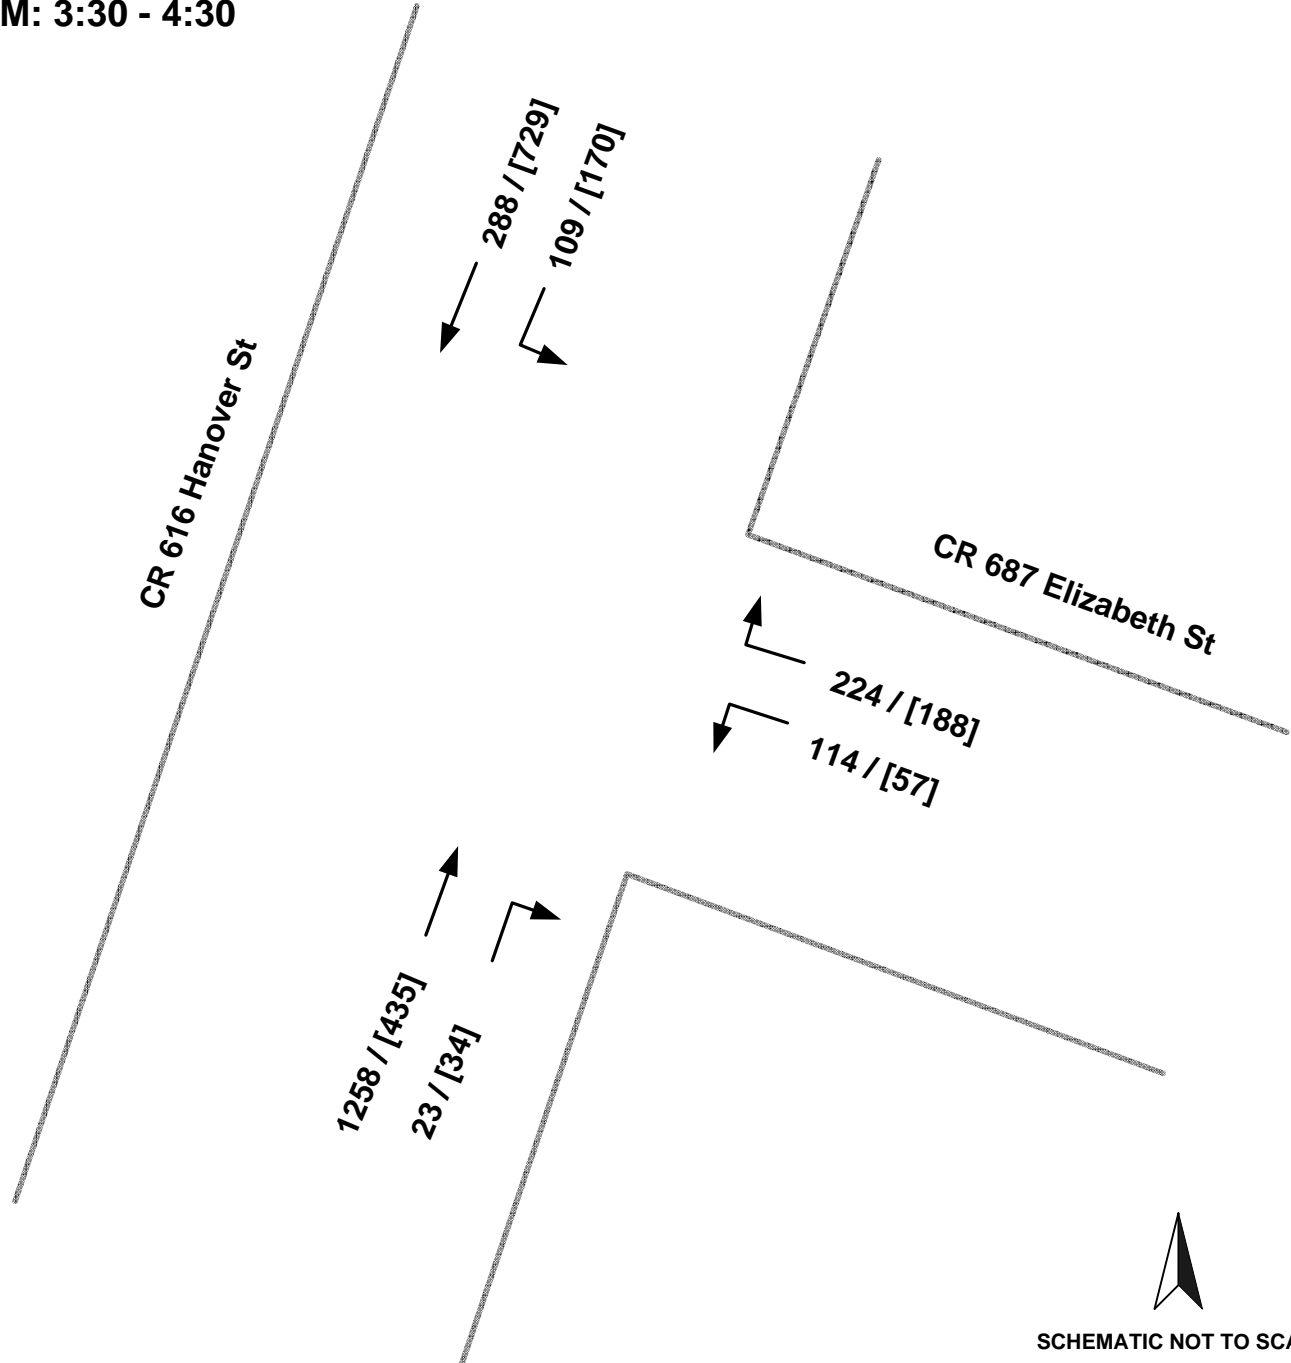 M: 3:30 - 4:30
288 / [729]
109 / [170]
CR 616 Hanover St
CR 687 Elizabeth St
224 / [188]
114 / [57]
1258 / [435]
23 / [34]
SCHEMATIC NOT TO SCA